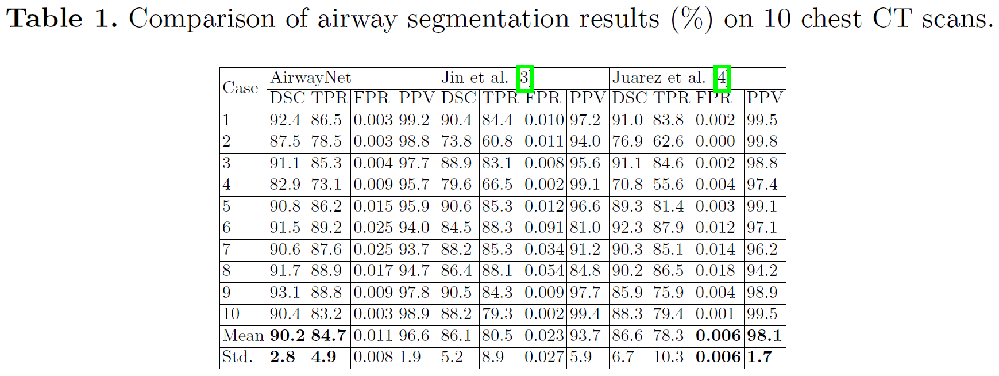 Table 1. Comparison of airway segmentation results (%) on 10 chest CT scans.
Case AirwayNet Jin et al. 3] Juarez et al. 4]
DSC TPR FPR PPV DSC TPR FPR PPV DSC TPR FPR PPV
1 92.4 86.5 0.003 99.2 90.4 84.4 0.010 97.2 91.0 83.8 0.002 99.5
2 87.5 78.5 0.003 98.8 73.8 60.8 0.011 94.0 76.9 62.6 0.000 99.8
3 91.1 85.3 0.004 97.7 88.9 83.1 0.008 95.6 91.1 84.6 0.002 98.8
4 82.9 73.1 0.009 95.7 79.6 66.5 0.002 99.1 70.8 55.6 0.004 97.4
5 90.8 86.2 0.015 95.9 90.6 85.3 0.012 96.6 89.3 81.4 0.003 99.1
6 91.5 89.2 0.025 94.0 84.5 88.3 0.091 81.0 92.3 87.9 0.012 97.1
7 90.6 87.6 0.025 93.7 88.2 85.3 0.034 91.2 90.3 85.1 0.014 96.2
8 91.7 88.9 0.017 94.7 86.4 88.1 0.054 84.8 90.2 86.5 0.018 94.2
9 93.1 88.8 0.009 97.8 90.5 84.3 0.009 97.7 85.9 75.9 0.004 98.9
10 90.4 83.2 0.003 98.9 88.2 79.3 0.002 99.4 88.3 79.4 0.001 99.5
Mean 90.2 84.7 0.011 96.6 86.1 80.5 0.023 93.7 86.6 78.3 0.006 98.1
Std. 2.8 4.9 0.008 1.9 5.2 8.9 0.027 5.9 6.7 10.3 0.006 1.7